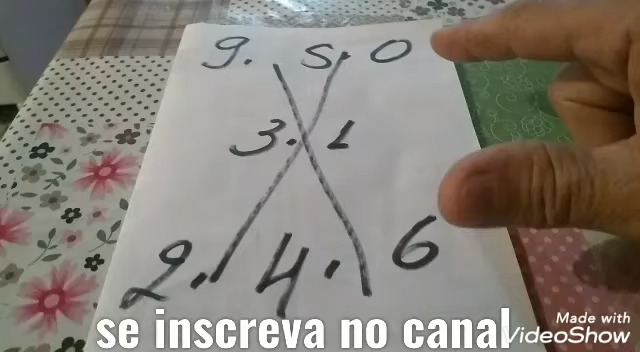 9. 5. 0
3. 1
2. 4. 6
se inscreva no canal
Made with
VideoShow